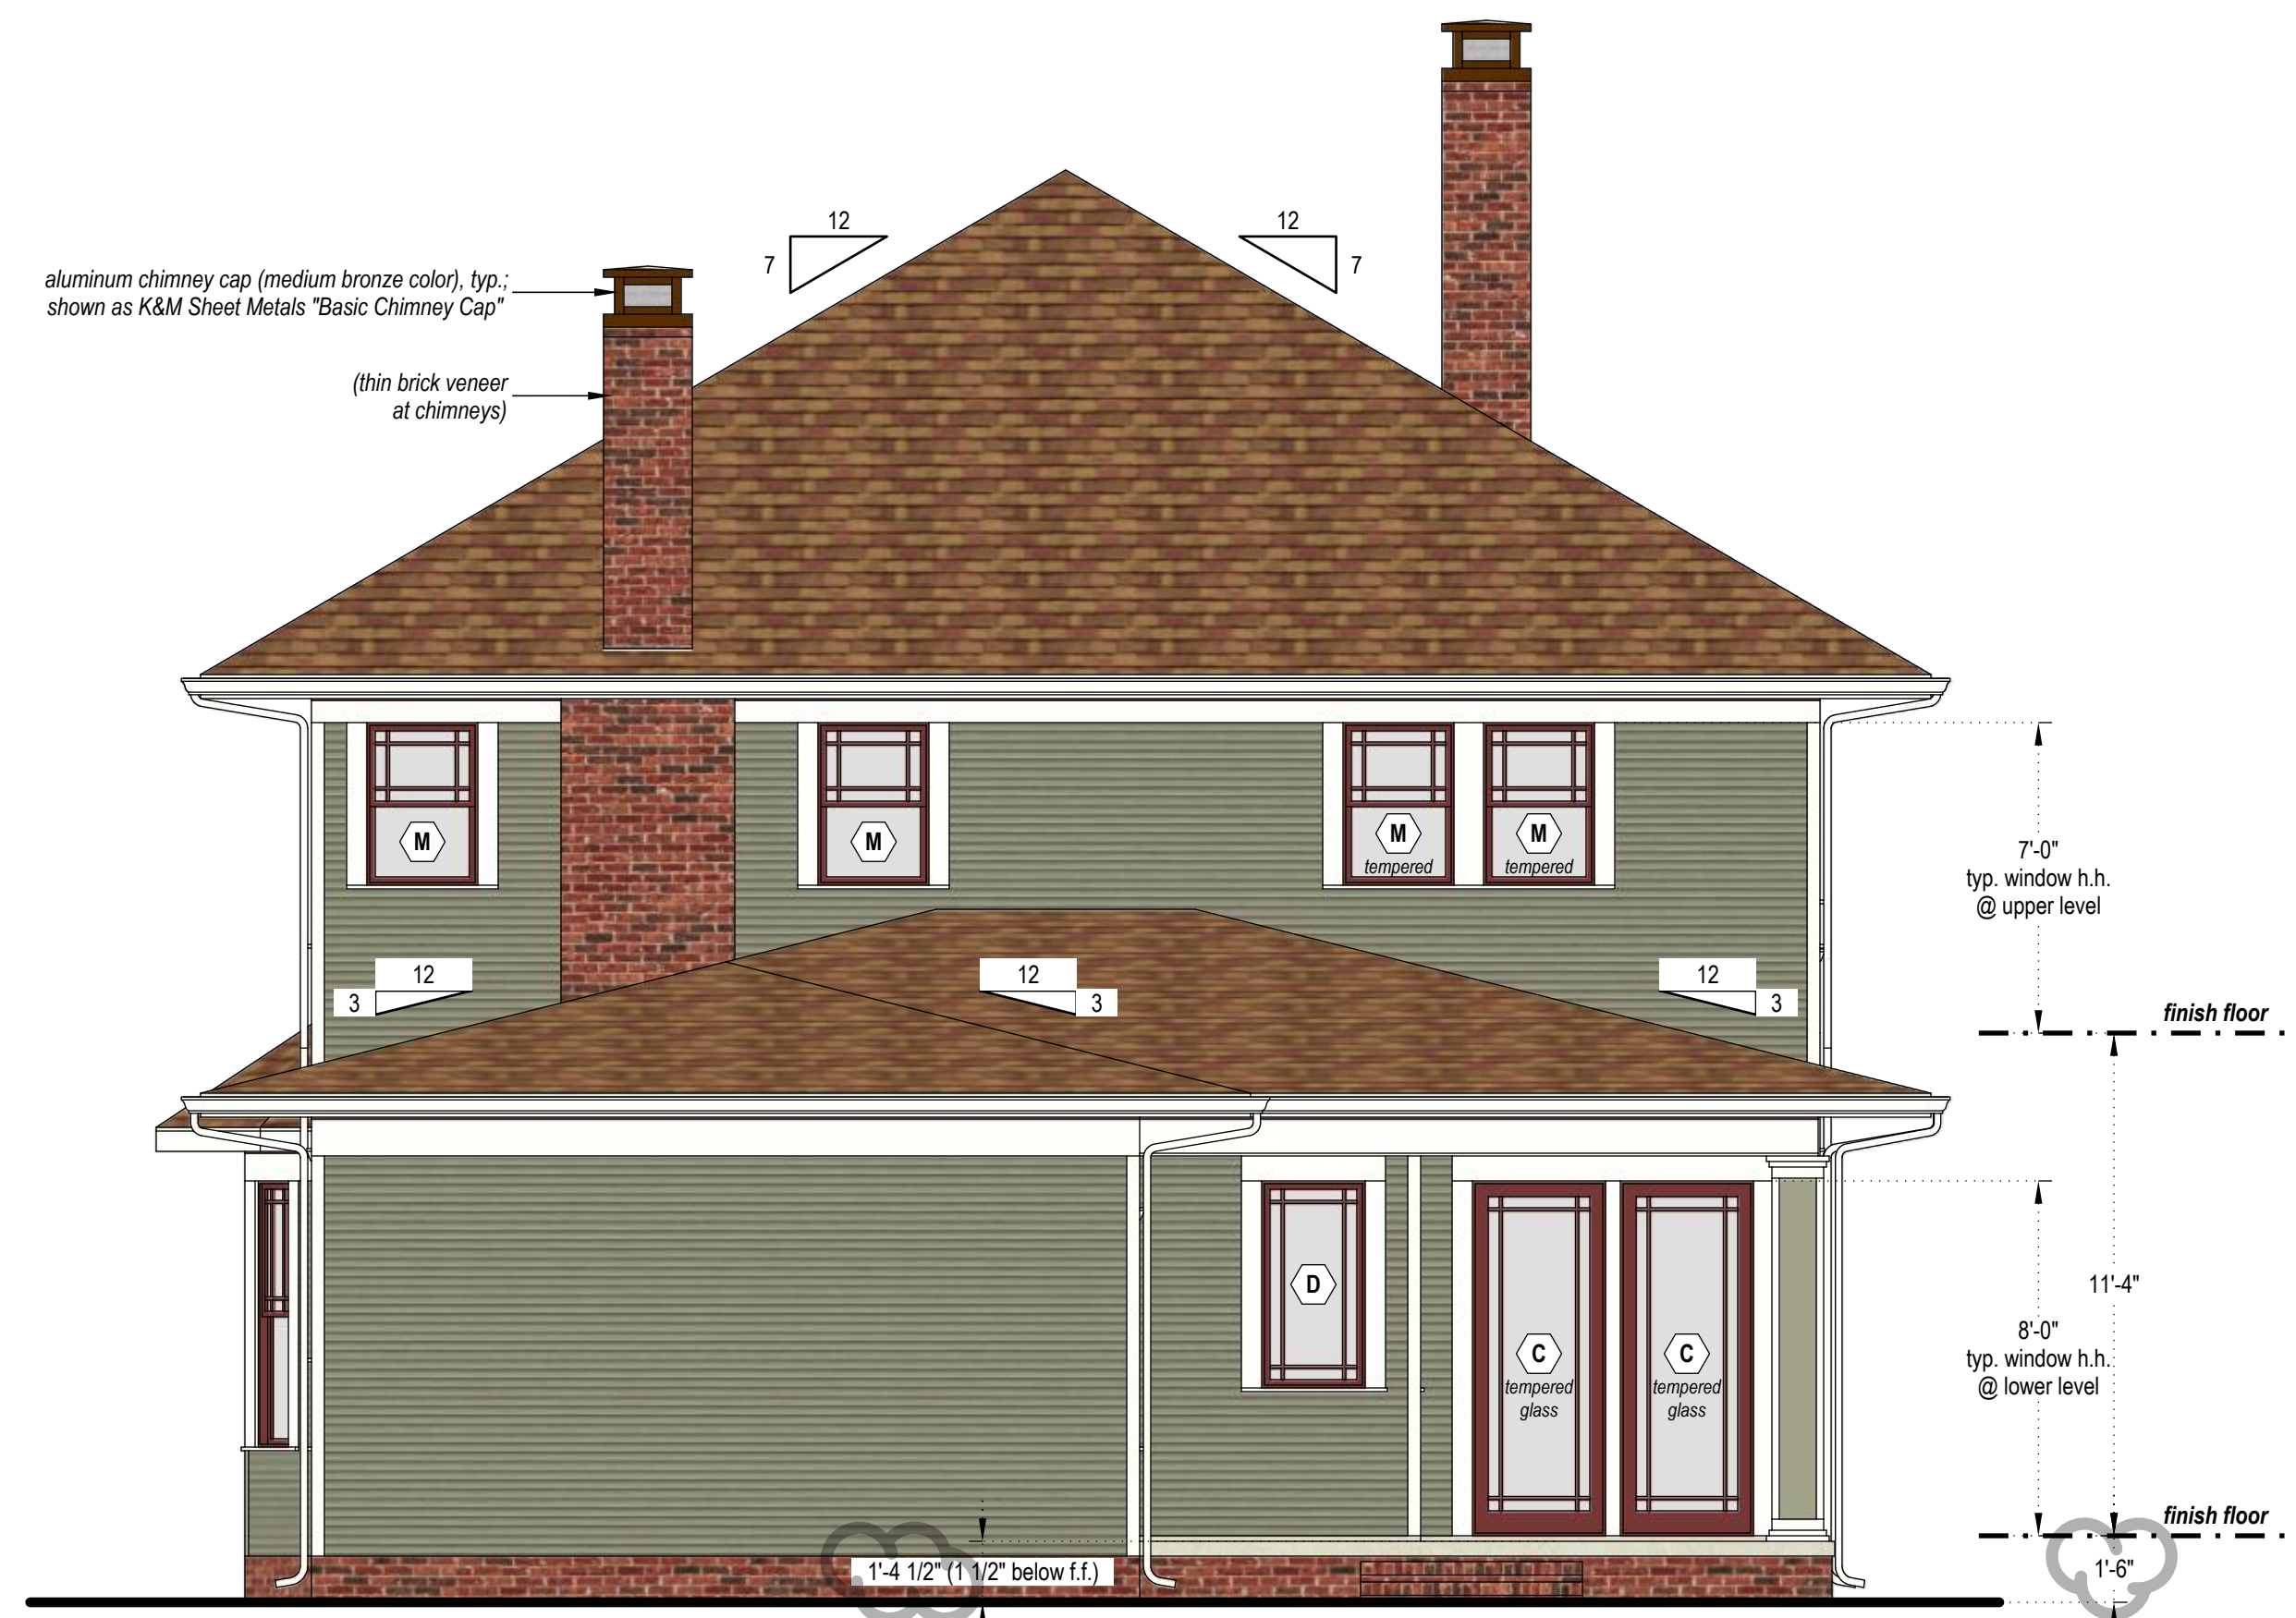 12
7
12
7
aluminum chimney cap (medium bronze color), typ.;
shown as K&M Sheet Metals "Basic Chimney Cap"
(thin brick veneer
at chimneys)
M
M
M
tempered
M
tempered
7'-0"
typ. window h.h.
@ upper level
12
3
12
3
12
3
finish floor
D
C
tempered
glass
C
tempered
glass
11'-4"
8'-0"
typ. window h.h.
@ lower level
finish floor
1'-4 1/2" (1 1/2" below f.f.)
1'-6"